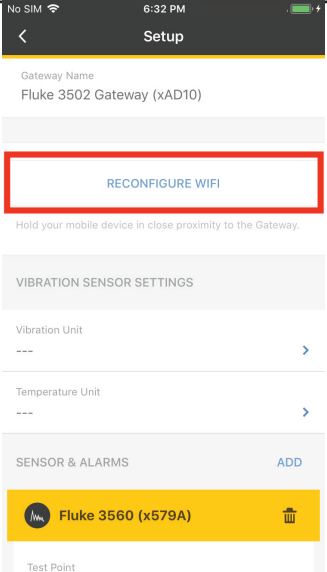 No SIM 6:32 PM
Setup
Gateway Name
Fluke 3502 Gateway (xAD10)
RECONFIGURE WIFI
Hold your mobile device in close proximity to the Gateway.
VIBRATION SENSOR SETTINGS
Vibration Unit
---
Temperature Unit
---
SENSOR & ALARMS ADD
Fluke 3560 (x579A)
Test Point